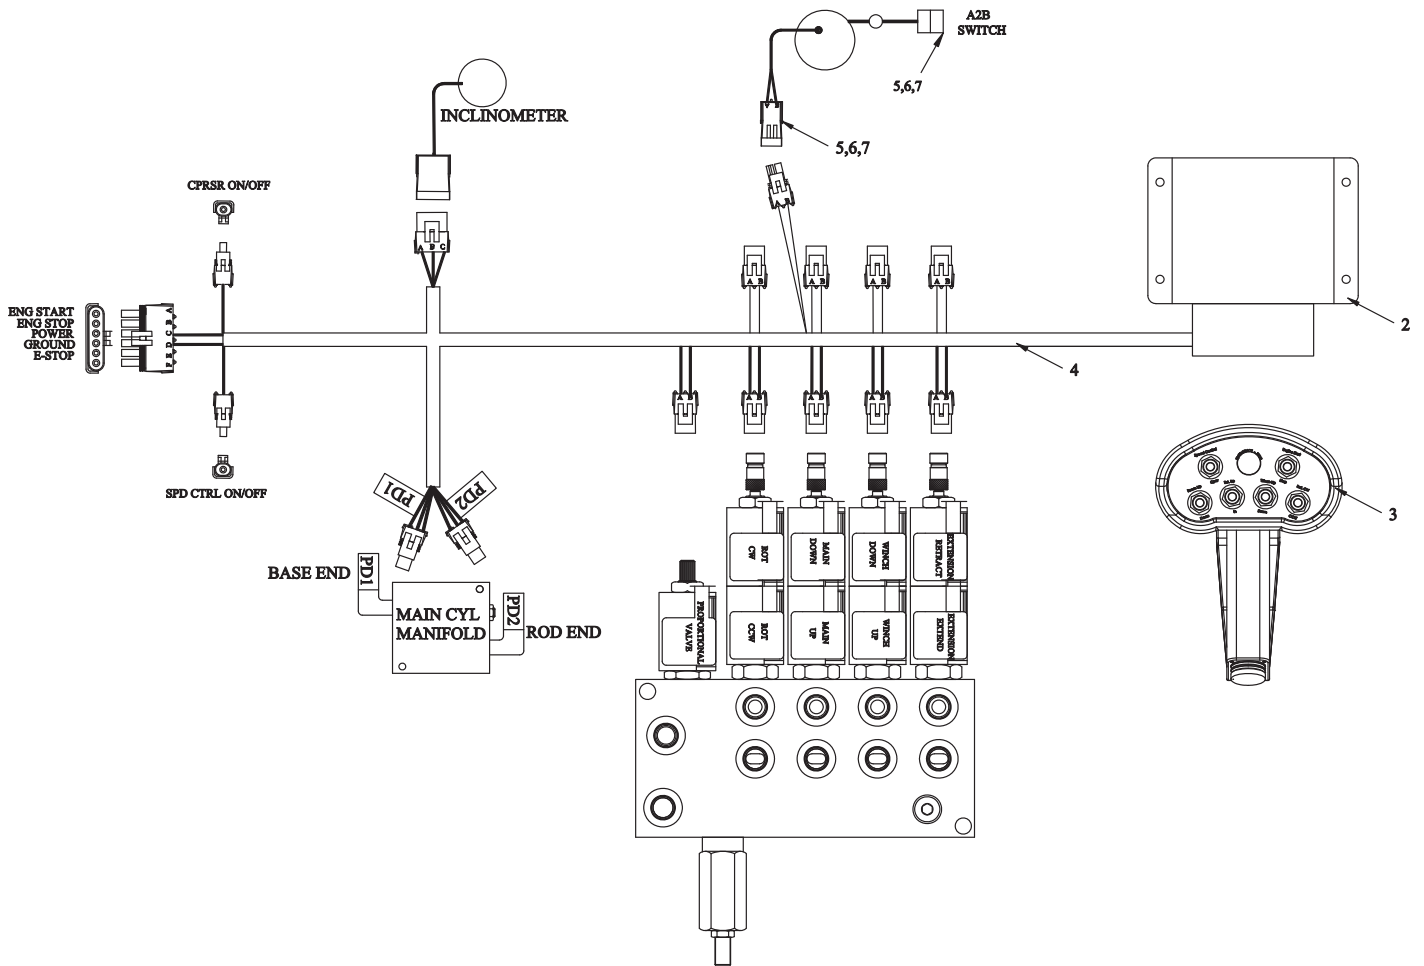 A2B
SWITCH
5,6,7
A B
5,6,7
INCLINOMETER
CPRSR ON/OFF
A B C
ENG START
ENG STOP
POWER
GROUND
E-STOP
A
B
C
D
E
F
A B
A B
A B
A B
2
4
A B
A B
A B
A B
A B
SPD CTRL ON/OFF
PD1
PD2
3
BASE END
PD1
MAIN CYL
MANIFOLD
PD2
ROD END
ROT
CW
MAIN
DOWN
WINCH
DOWN
EXTENSION
RETRACT
PROPORTIONAL
VALVE
ROT
CCW
MAIN
UP
WINCH
UP
EXTENSION
EXTEND